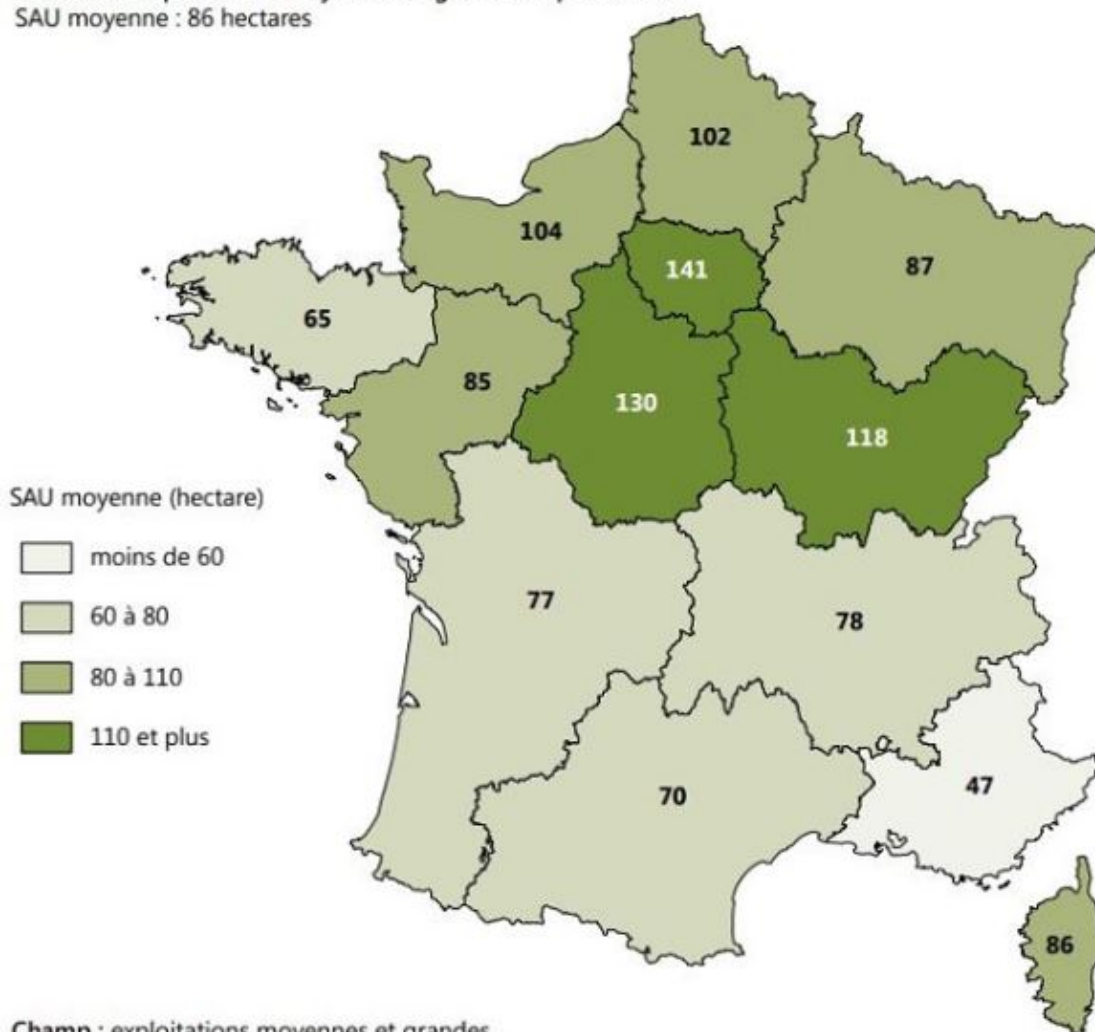 SAU moyenne : 86 hectares
102
104
141
87
65
85
130
118
SAU moyenne (hectare)
moins de 60
60 à 80
80 à 110
110 et plus
77
78
70
47
86
Champ : exploitations moyennes et grandes